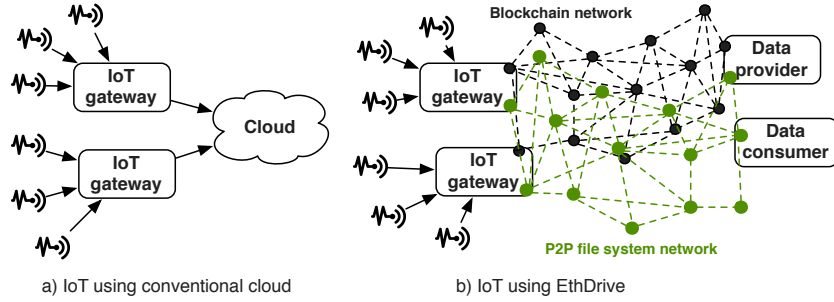 IoT
gateway
IoT
gateway
Cloud
a) IoT using conventional cloud
Blockchain network
IoT
gateway
IoT
gateway
Data
provider
Data
consumer
P2P file system network
b) IoT using EthDrive